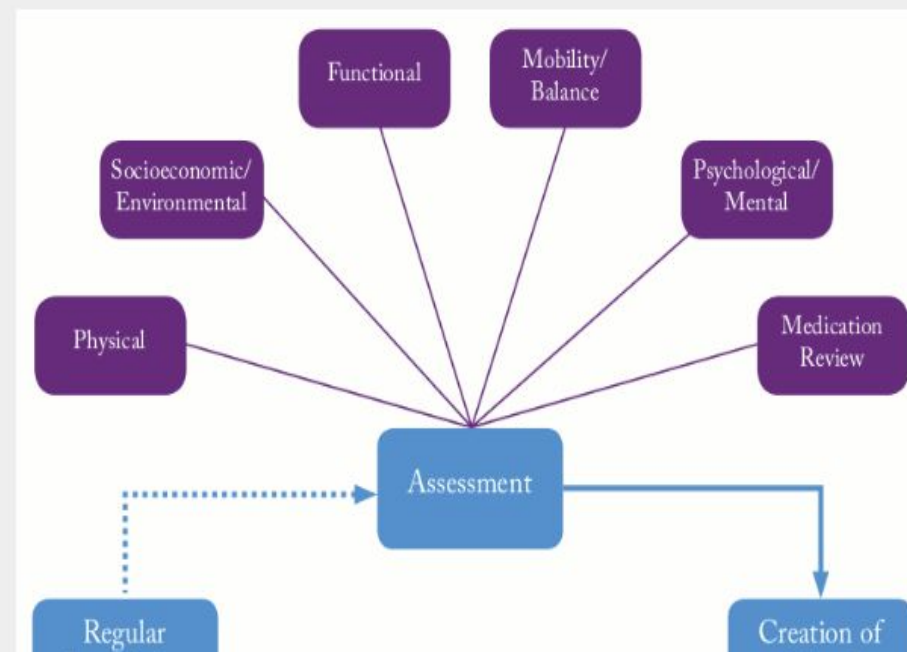 Functional
Mobility/
Balance
Socioeconomic/
Environmental
Psychological/
Mental
Physical
Medication
Review
Assessment
Regular
Creation of